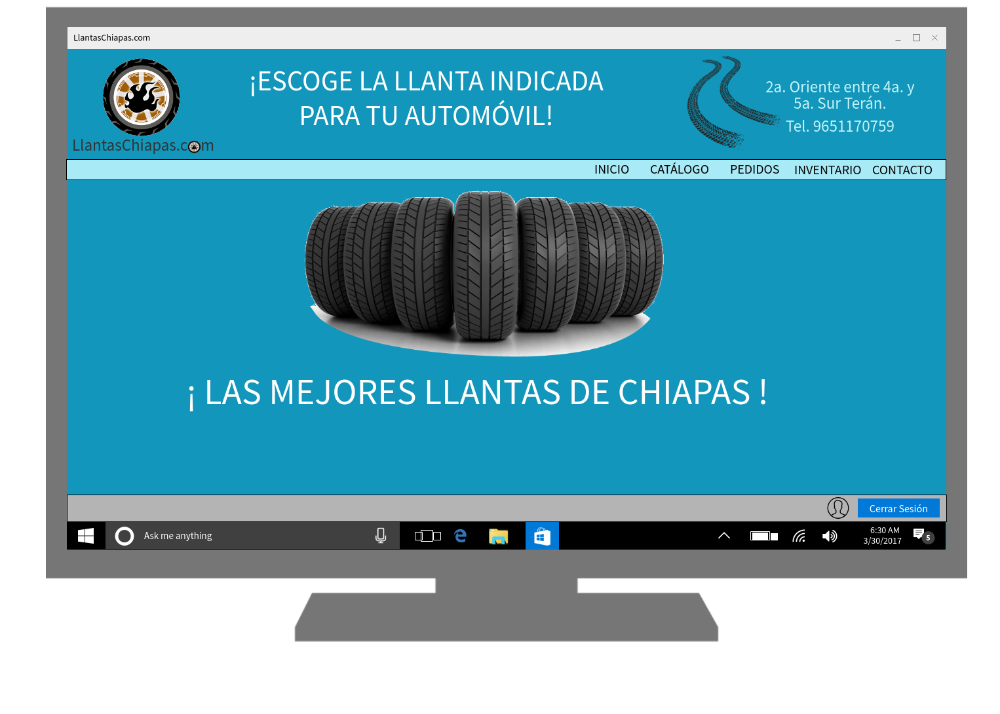 LlantasChiapas.com
¡ESCOGE LA LLANTA INDICADA
PARA TU AUTOMÓVIL!
2a. Oriente entre 4a. y
5a. Sur Terán.
Tel. 9651170759
LlantasChiapas.com
INICIO CATÁLOGO PEDIDOS INVENTARIO CONTACTO
¡ LAS MEJORES LLANTAS DE CHIAPAS !
Cerrar Sesión
Ask me anything
6:30 AM
3/30/2017
5